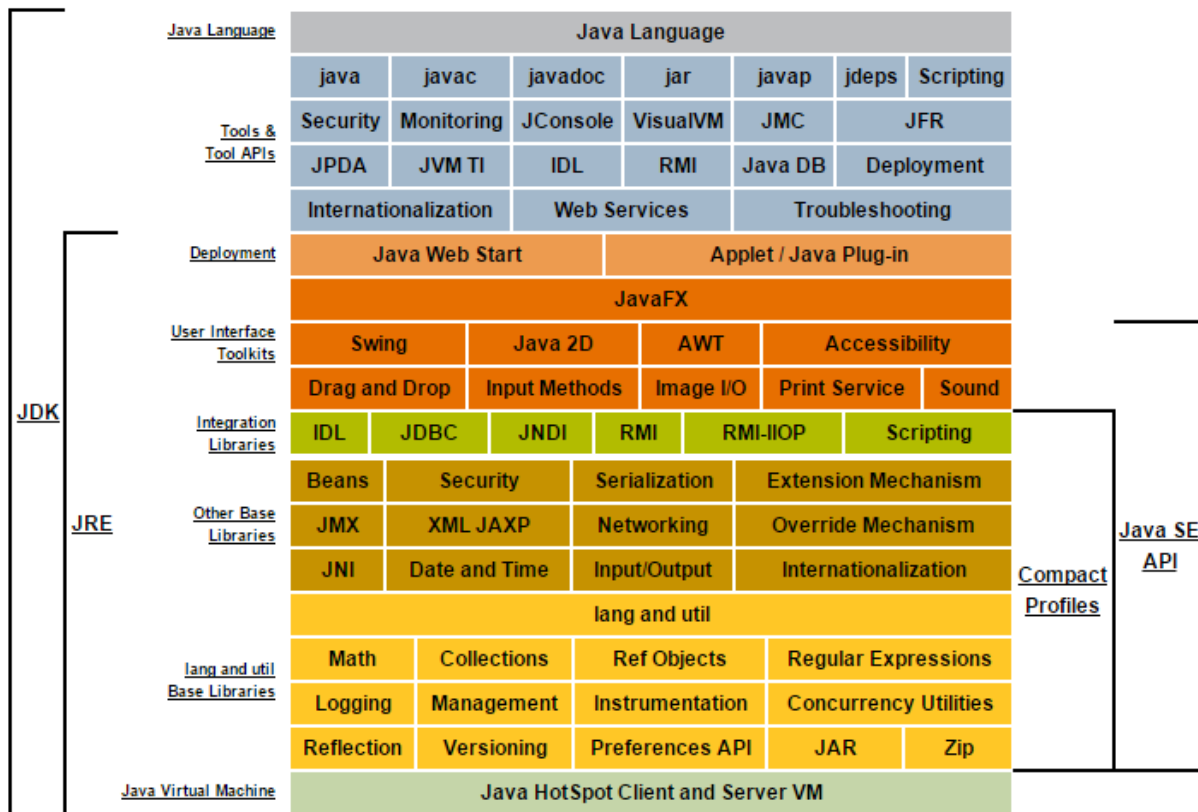 Java Language Java Language
java javac javadoc jar javap jdeps Scripting
Tools &
Tool APIs
Security Monitoring JConsole VisualVM JMC JFR
JPDA JVM TI IDL RMI Java DB Deployment
Internationalization Web Services Troubleshooting
Deployment Java Web Start Applet / Java Plug-in
JavaFX
User Interface
Toolkits
Swing Java 2D AWT Accessibility
Drag and Drop Input Methods Image I/O Print Service Sound
JDK
Integration
Libraries
IDL JDBC JNDI RMI RMI-IIOP Scripting
JRE
Other Base
Libraries
Beans Security Serialization Extension Mechanism
JMX XML JAXP Networking Override Mechanism
JNI Date and Time Input/Output Internationalization
Java SE
API
Compact
Profiles
lang and util
lang and util
Base Libraries
Math Collections Ref Objects Regular Expressions
Logging Management Instrumentation Concurrency Utilities
Reflection Versioning Preferences API JAR Zip
Java Virtual Machine Java HotSpot Client and Server VM